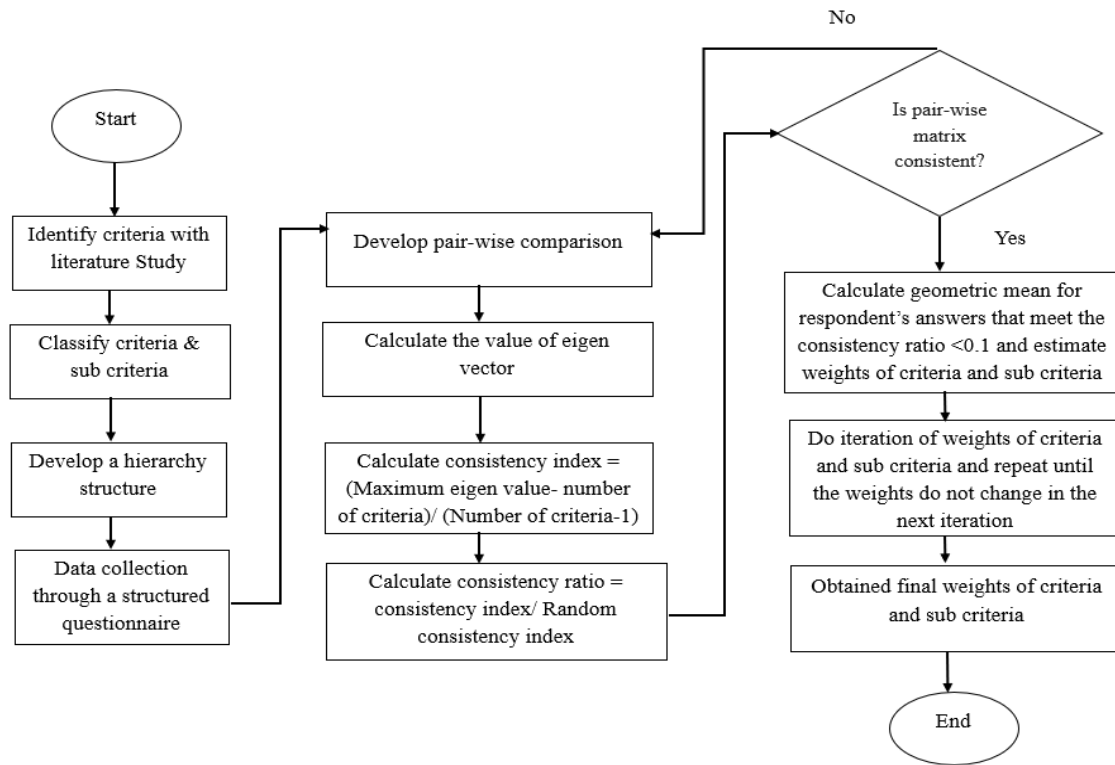 Start
Identify criteria with
literature Study
Classify criteria &
sub criteria
Develop a hierarchy
structure
Data collection
through a structured
questionnaire
Develop pair-wise comparison
Calculate the value of eigen
vector
Calculate consistency index =
(Maximum eigen value- number
of criteria)/ (Number of criteria-1)
Calculate consistency ratio =
consistency index/ Random
consistency index
No
Is pair-wise
matrix
consistent?
Yes
Calculate geometric mean for
respondent’s answers that meet the
consistency ratio <0.1 and estimate
weights of criteria and sub criteria
Do iteration of weights of criteria
and sub criteria and repeat until
the weights do not change in the
next iteration
Obtained final weights of criteria
and sub criteria
End